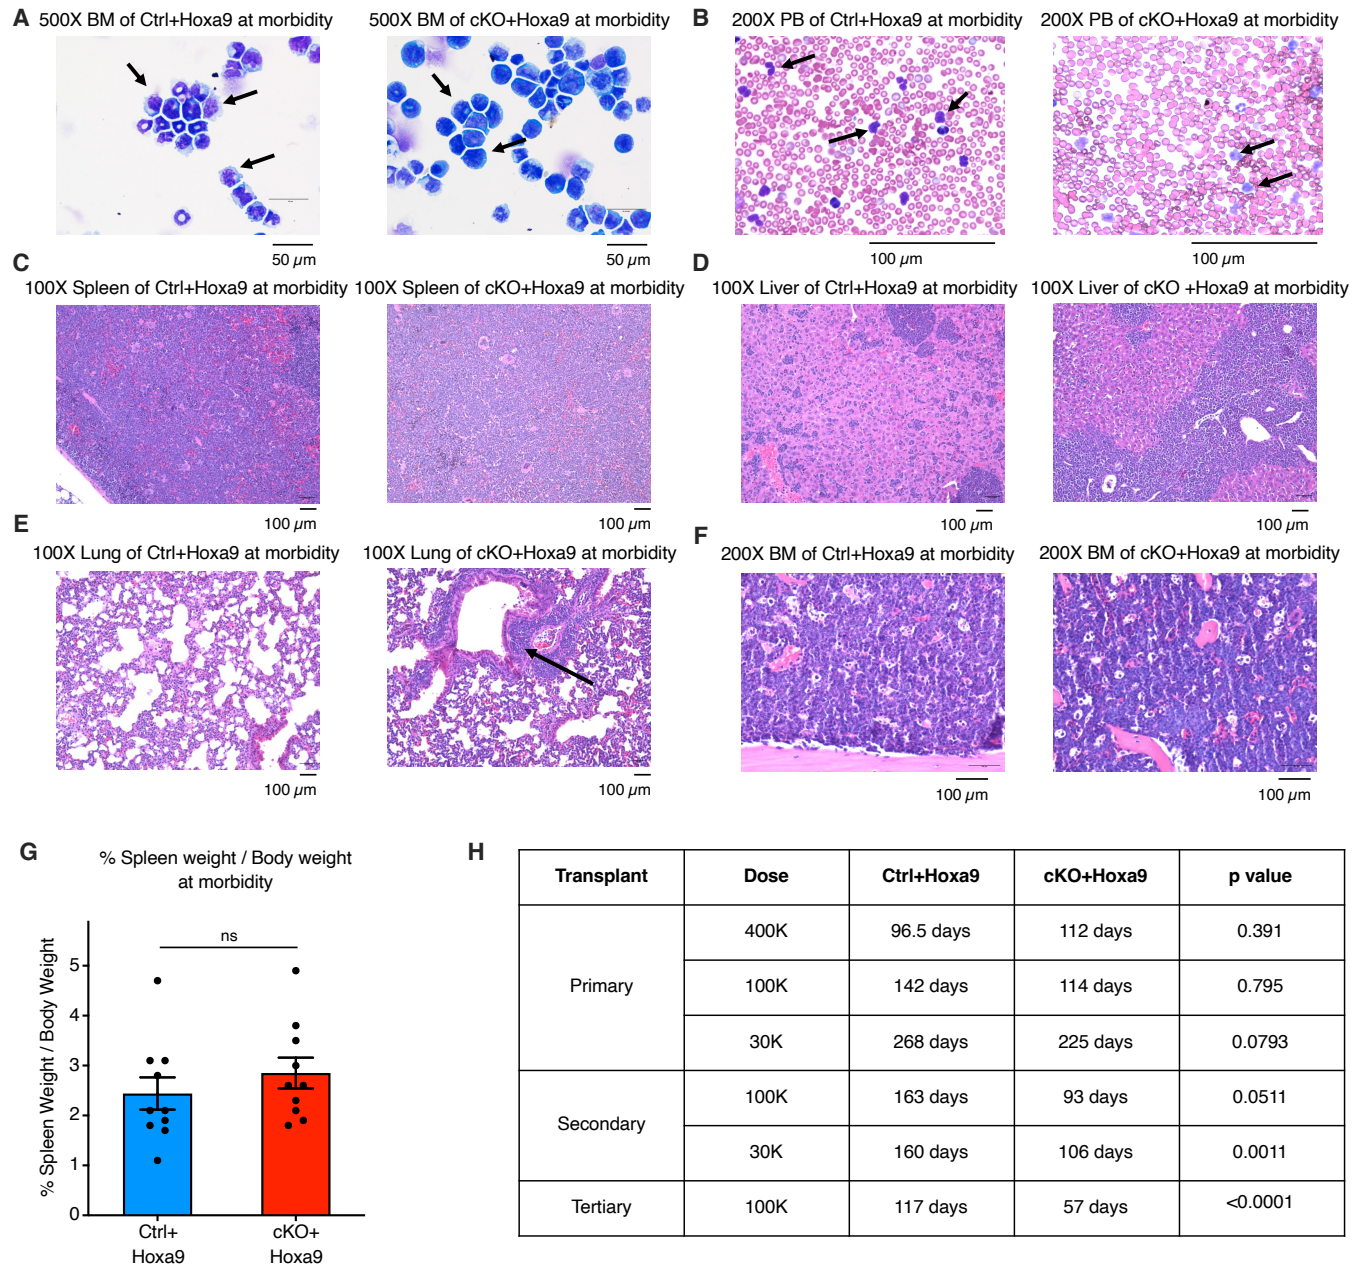 A 500X BM of Ctrl+Hoxa9 at morbidity
500X BM of cKO+Hoxa9 at morbidity
50 µm
50 µm
B 200X PB of Ctrl+Hoxa9 at morbidity
200X PB of cKO+Hoxa9 at morbidity
100 µm
100 µm
C
100X Spleen of Ctrl+Hoxa9 at morbidity
100X Spleen of cKO+Hoxa9 at morbidity
100 µm
100 µm
D
100X Liver of Ctrl+Hoxa9 at morbidity
100X Liver of cKO +Hoxa9 at morbidity
100 µm
100 µm
E
100X Lung of Ctrl+Hoxa9 at morbidity
100X Lung of cKO+Hoxa9 at morbidity
100 µm
100 µm
F
200X BM of Ctrl+Hoxa9 at morbidity
200X BM of cKO+Hoxa9 at morbidity
100 µm
100 µm
G
% Spleen weight / Body weight
at morbidity
% Spleen Weight / Body Weight
5
4
3
2
1
0
ns
Ctrl+
Hoxa9
cKO+
Hoxa9
H
Transplant Dose Ctrl+Hoxa9 cKO+Hoxa9 p value
Primary
400K 96.5 days 112 days 0.391
100K 142 days 114 days 0.795
30K 268 days 225 days 0.0793
Secondary
100K 163 days 93 days 0.0511
30K 160 days 106 days 0.0011
Tertiary 100K 117 days 57 days <0.0001